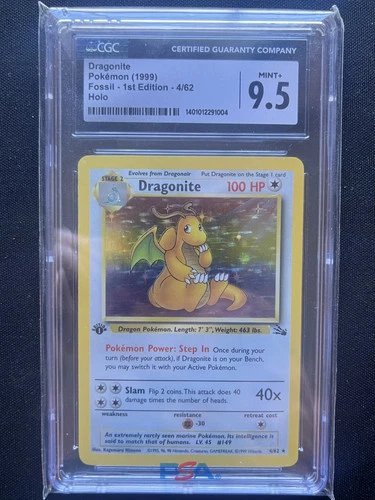 CGC
CERTIFIED GUARANTY COMPANY
Dragonite
Pokémon (1999)
Fossil - 1st Edition - 4/62
Holo
MINT+
9.5
1401012291004
Evolves from Dragonair
Put Dragonite on the Stage 1 card
STAGE 2
Dragonite
100 HP
1
Dragon Pokémon. Length: 7' 3", Weight: 463 lbs.
Pokémon Power: Step In Once during your
turn (before your attack), if Dragonite is on your Bench,
you may switch it with your Active Pokémon.
Slam Flip 2 coins. This attack does 40
damage times the number of heads.
40x
weakness
resistance
retreat cost
-30
An extremely rarely seen marine Pokémon. Its intelligence is
said to match that of humans. LV. 45 #149
4/62
PSA